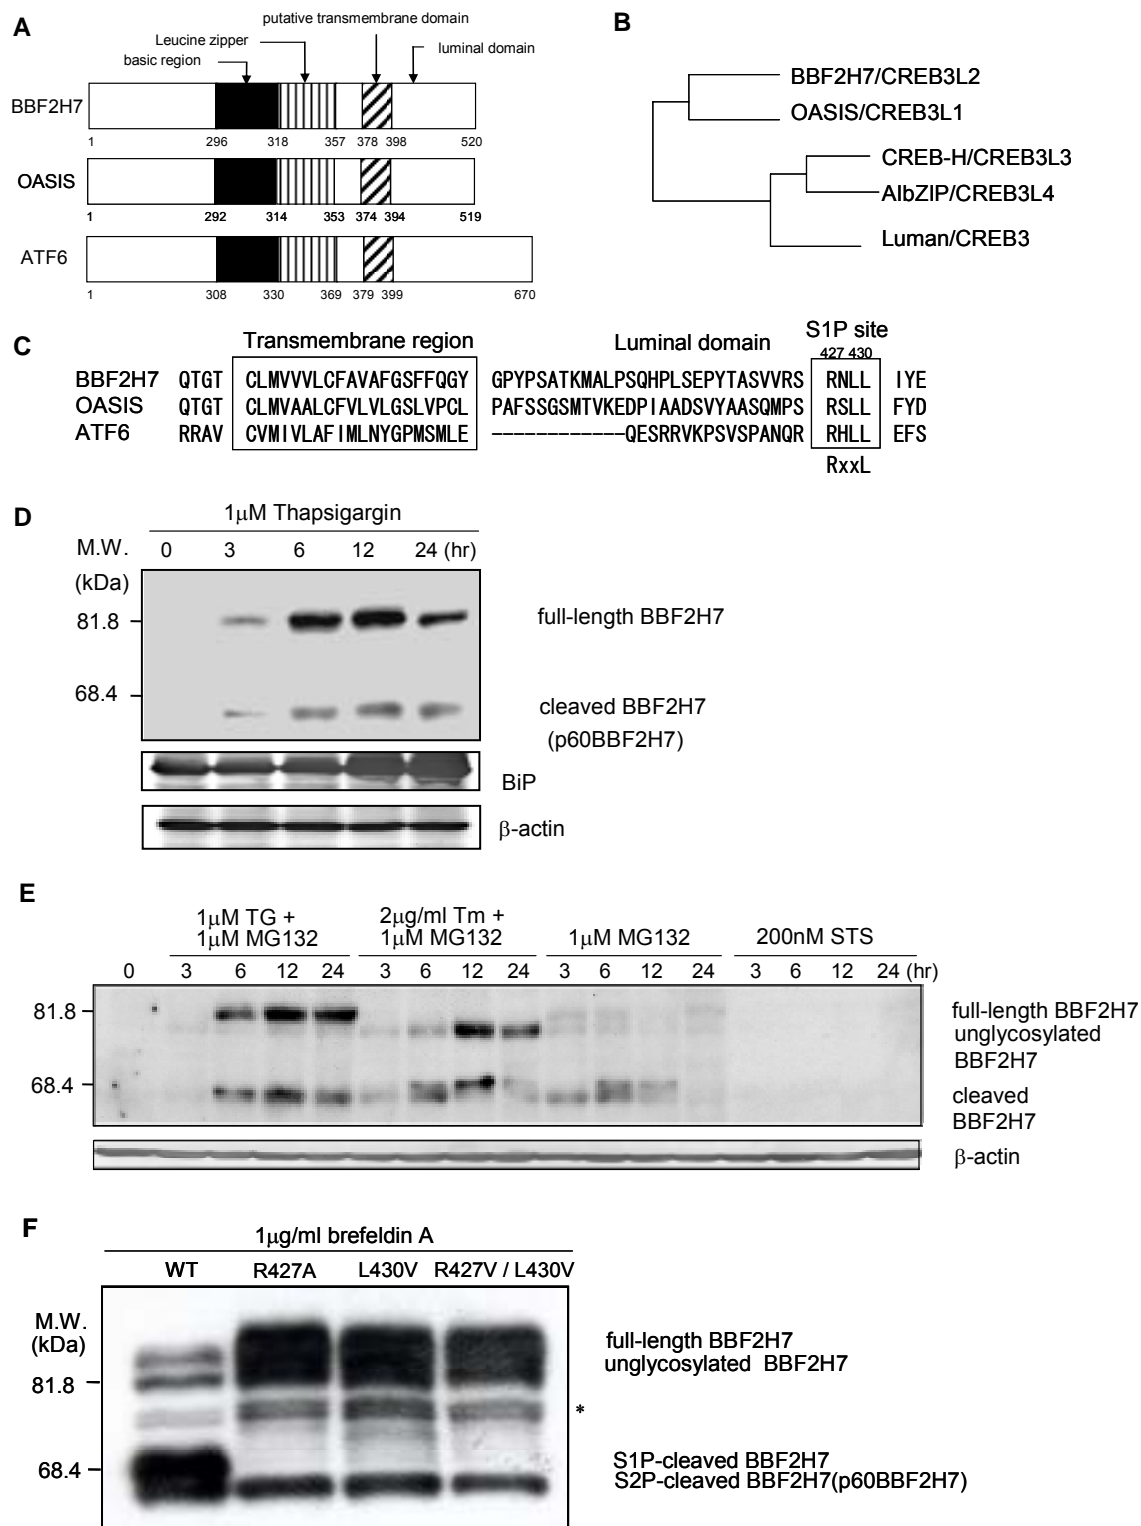 A
putative transmembrane domain
Leucine zipper
luminal domain
basic region
BBF2H7
1 296 318 357 378 398 520
OASIS
1 292 314 353 374 394 519
ATF6
1 308 330 369 379 399 670
B
BBF2H7/CREB3L2
OASIS/CREB3L1
CREB-H/CREB3L3
AlbZIP/CREB3L4
Luman/CREB3
C
Transmembrane region Luminal domain S1P site
427 430
BBF2H7 QTGT CLMVVVLCFAVAFGSFFQGY GPYPSATKMALPSQHPLSEPYTASVVRS RNLL IYE
OASIS QTGT CLMVAALCFVLVLGSLVPCL PAFSSGSMTVKEDPIAADSVYAASQMPS RSLL FYD
ATF6 RRAV CVMIVLAFIMLNYGPMSMLE ------------QESRRVKPSVSPANQR RHLL EFS
RxxL
D
1μM Thapsigargin
M.W. 0 3 6 12 24 (hr)
(kDa)
81.8
full-length BBF2H7
68.4
cleaved BBF2H7
(p60BBF2H7)
BiP
β-actin
E
1μM TG +
1μM MG132
2μg/ml Tm +
1μM MG132
1μM MG132
200nM STS
0 3 6 12 24 3 6 12 24 3 6 12 24 3 6 12 24 (hr)
81.8
full-length BBF2H7
unglycosylated
BBF2H7
68.4
cleaved
BBF2H7
β-actin
F
1μg/ml brefeldin A
WT R427A L430V R427V / L430V
M.W.
(kDa)
full-length BBF2H7
unglycosylated BBF2H7
81.8
*
68.4
S1P-cleaved BBF2H7
S2P-cleaved BBF2H7(p60BBF2H7)